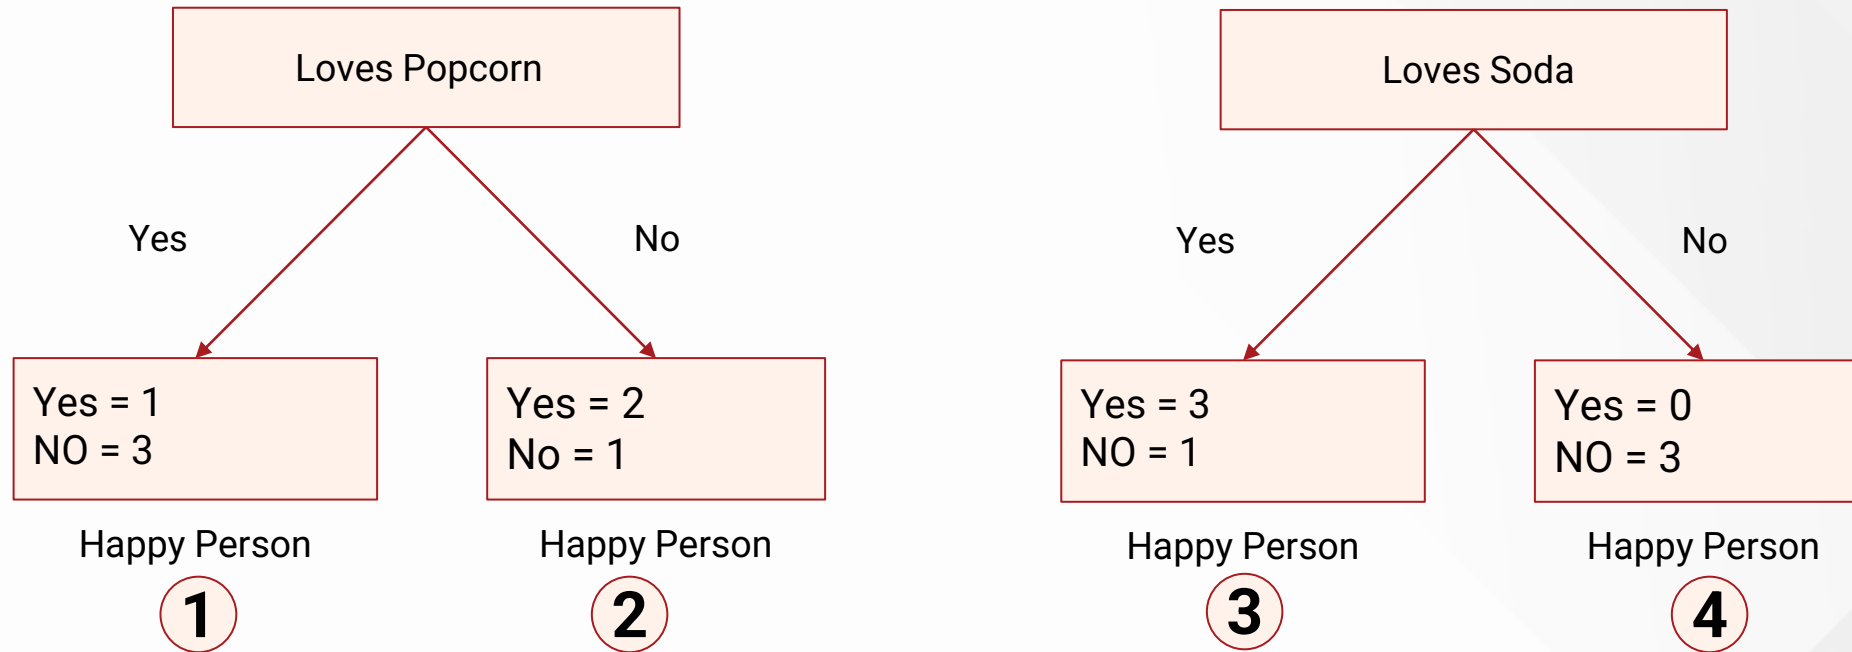 Loves Popcorn
Loves Soda
Yes
No
Yes
No
Yes = 1
NO = 3
Yes = 2
No = 1
Yes = 3
NO = 1
Yes = 0
NO = 3
Happy Person
Happy Person
Happy Person
Happy Person
1
2
3
4